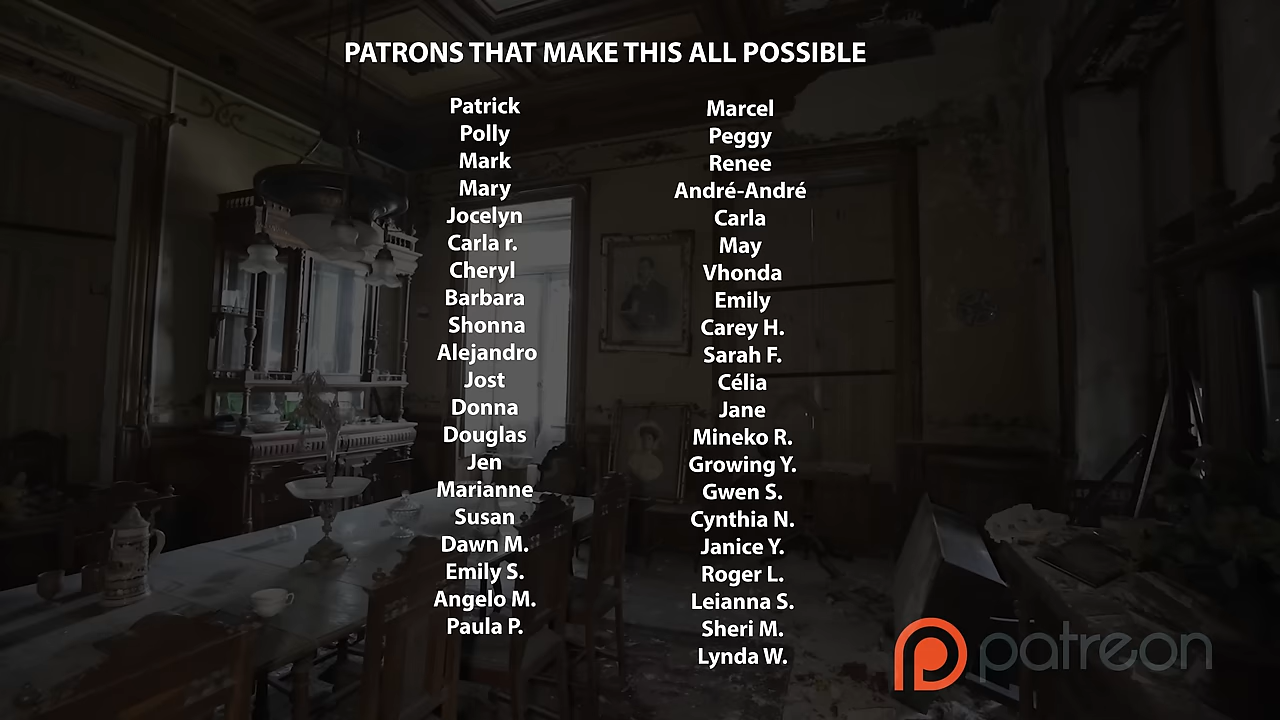 PATRONS THAT MAKE THIS ALL POSSIBLE
Patrick
Polly
Mark
Mary
Jocelyn
Carla r.
Cheryl
Barbara
Shonna
Alejandro
Jost
Donna
Douglas
Jen
Marianne
Susan
Dawn M.
Emily S.
Angelo M.
Paula P.
Marcel
Peggy
Renee
André-André
Carla
May
Vhonda
Emily
Carey H.
Sarah F.
Célia
Jane
Mineko R.
Growing Y.
Gwen S.
Cynthia N.
Janice Y.
Roger L.
Leianna S.
Sheri M.
Lynda W.
patreon